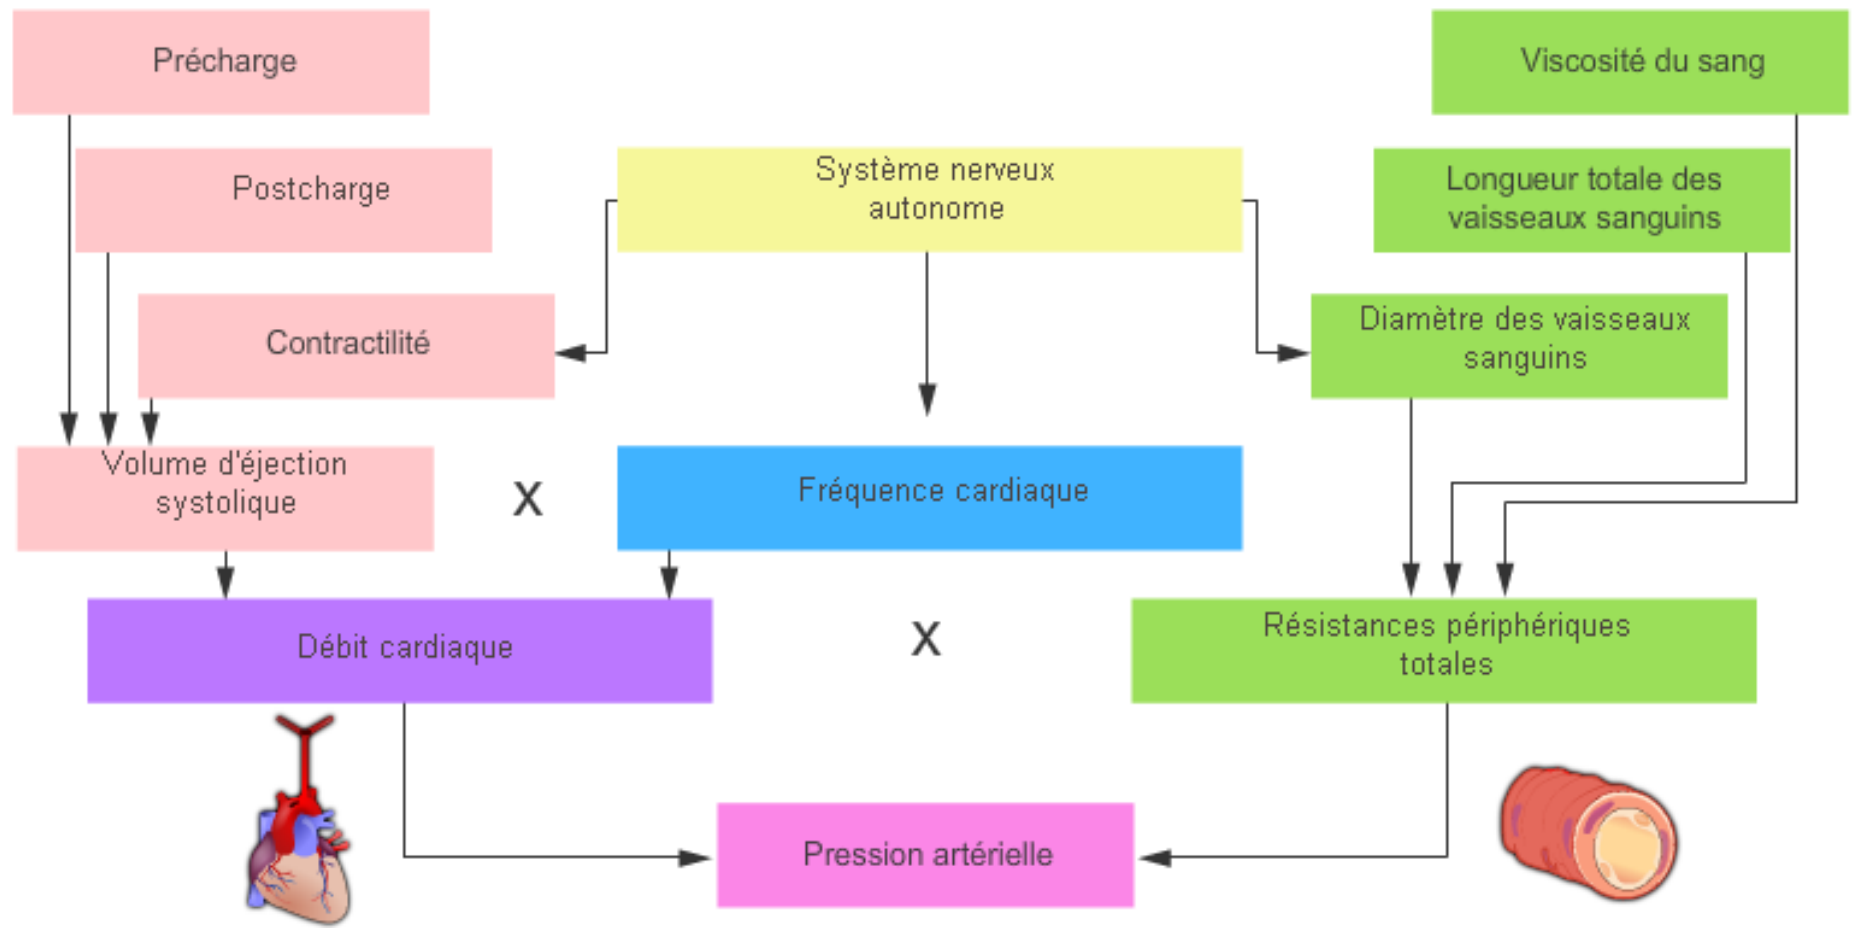 Précharge
Viscosité du sang
Postcharge
Système nerveux
autonome
Longueur totale des
vaisseaux sanguins
Contractilité
Diamètre des vaisseaux
sanguins
Volume d'éjection
systolique
X
Fréquence cardiaque
Débit cardiaque
X
Résistances périphériques
totales
Pression artérielle